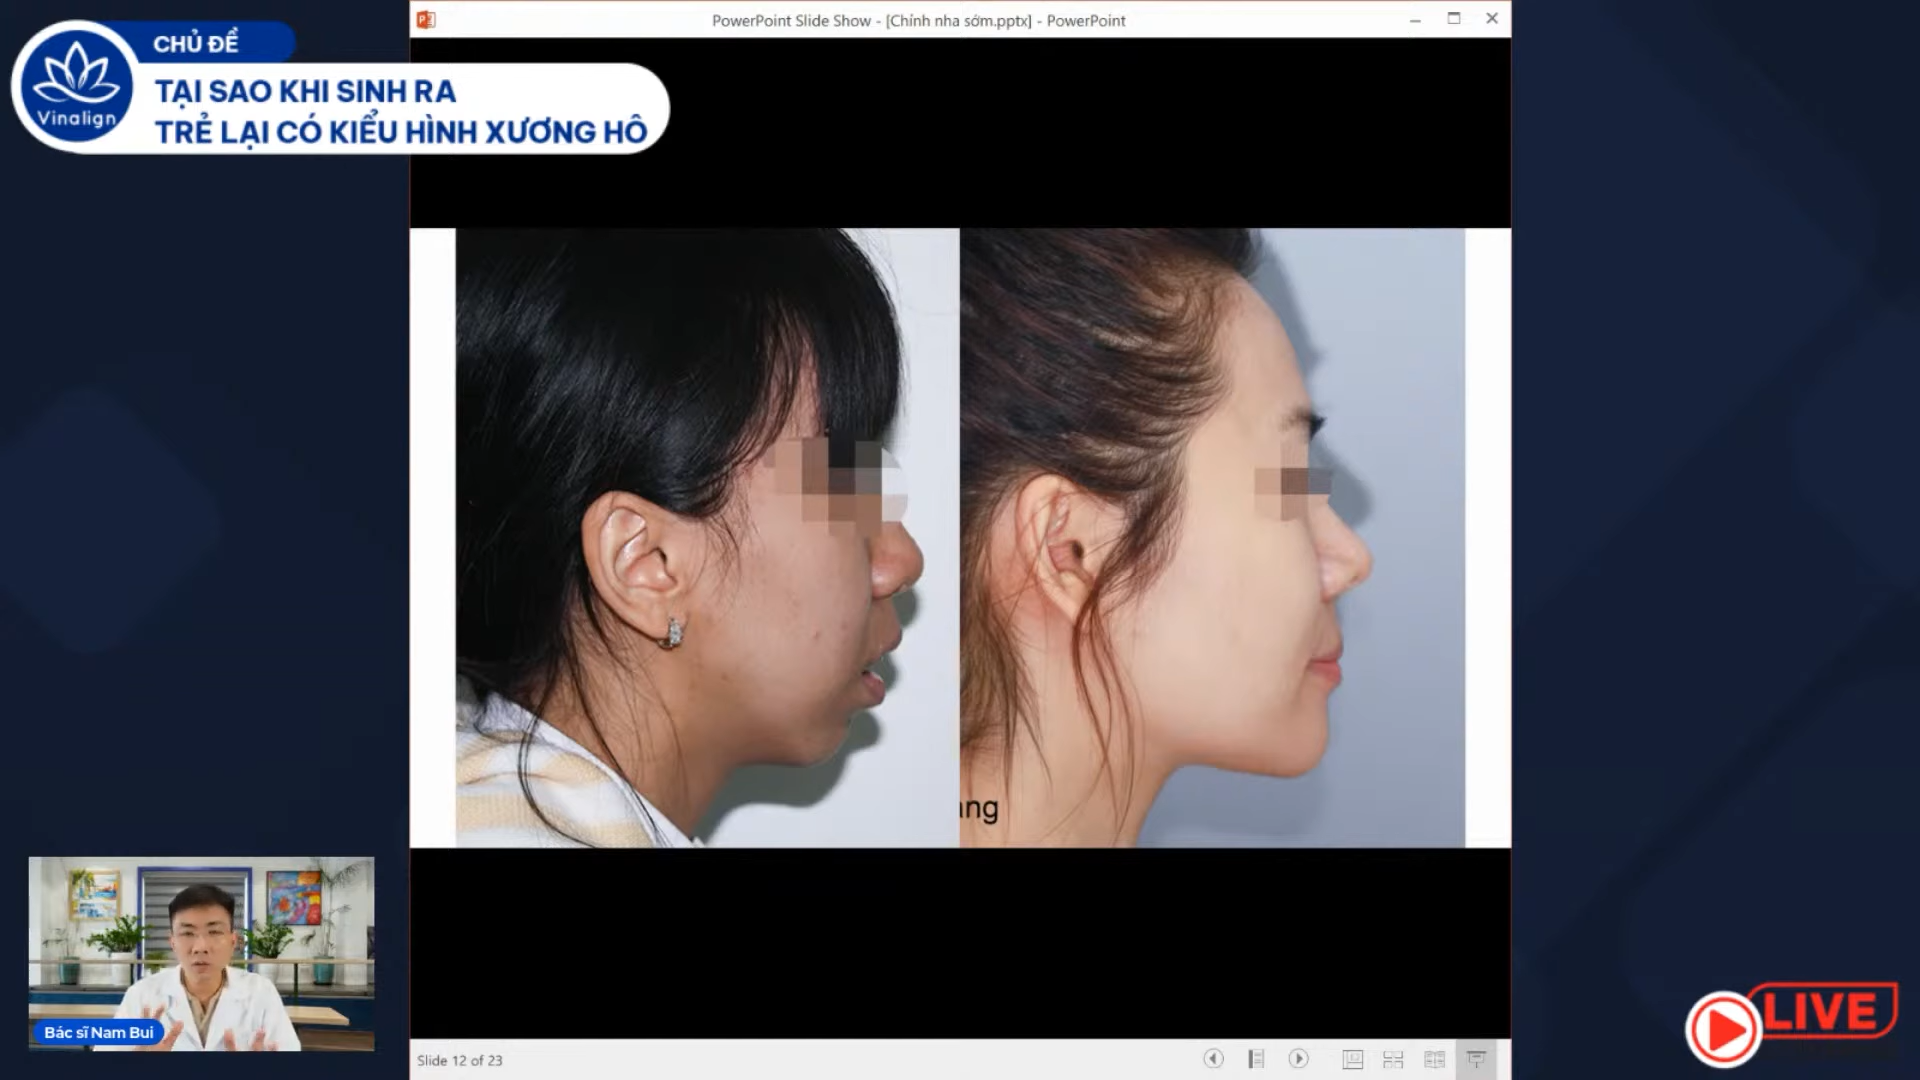 PowerPoint Slide Show - [Chỉnh nha sớm.pptx] - PowerPoint
CHỦ ĐỀ
TẠI SAO KHI SINH RA
TRẺ LẠI CÓ KIỂU HÌNH XƯƠNG HÔ
Vinalign
ang
Bác sĩ Nam Bui
LIVE
Slide 12 of 23